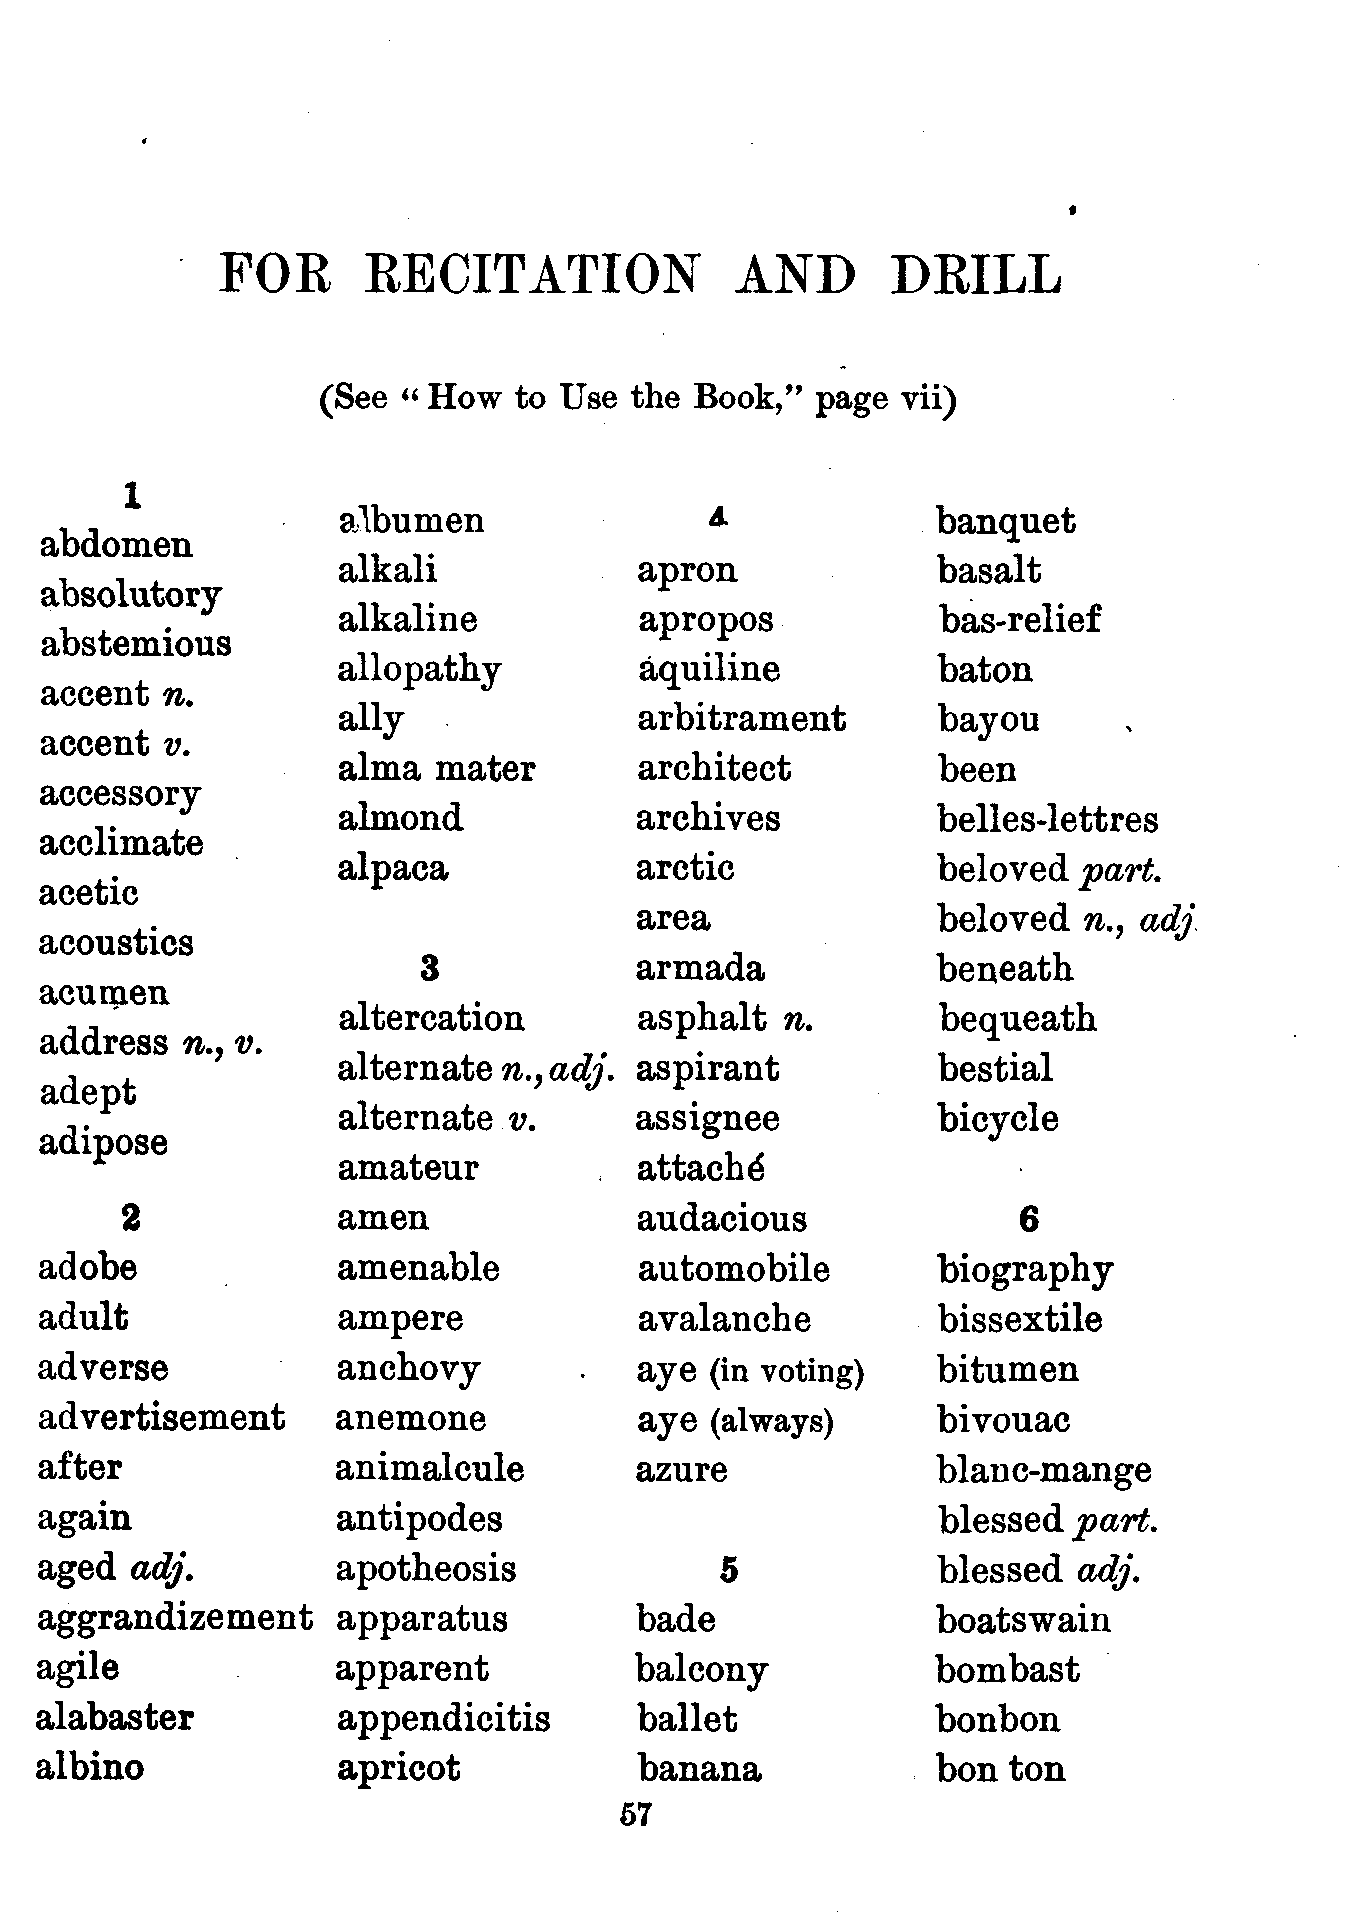 FOR RECITATION AND DRILL
(See "How to Use the Book," page vii)
1
abdomen
absolutory
abstemious
accent n.
accent v.
accessory
acclimate
acetic
acoustics
acumen
address n., v.
adept
adipose
2
adobe
adult
adverse
advertisement
after
again
aged adj.
aggrandizement
agile
alabaster
albino
albumen
alkali
alkaline
allopathy
ally
alma mater
almond
alpaca
3
altercation
alternate n., adj.
alternate v.
amateur
amen
amenable
ampere
anchovy
anemone
animalcule
antipodes
apotheosis
apparatus
apparent
appendicitis
apricot
4
apron
apropos
aquiline
arbitrament
architect
archives
arctic
area
armada
asphalt n.
aspirant
assignee
attaché
audacious
automobile
avalanche
aye (in voting)
aye (always)
azure
5
bade
balcony
ballet
banana
banquet
basalt
bas-relief
baton
bayou
been
belles-lettres
beloved part.
beloved n., adj.
beneath
bequeath
bestial
bicycle
6
biography
bissextile
bitumen
bivouac
blanc-mange
blessed part.
blessed adj.
boatswain
bombast
bonbon
bon ton
57